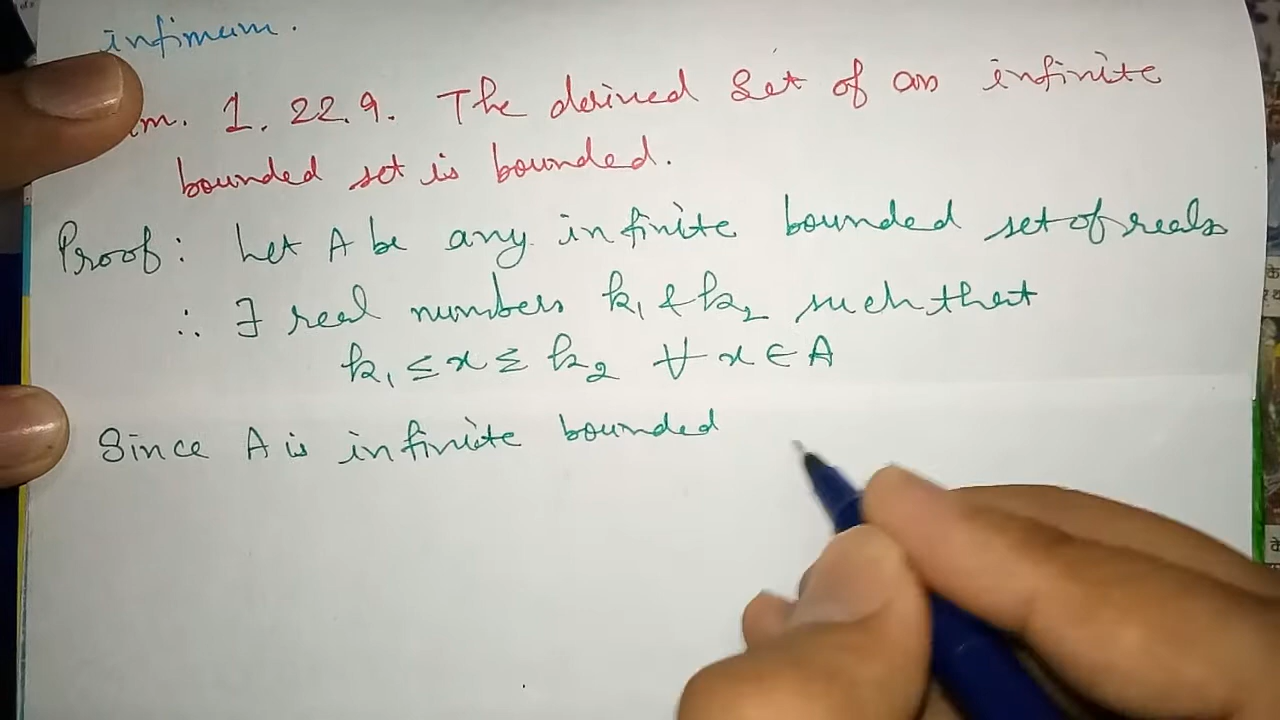 infimum.
m. 1.22.9. The derived Set of an infinite
bounded set is bounded.
Proof: Let A be any infinite bounded set of reals
∴ ∃ real numbers k₁ & k₂ such that
k₁ ≤ x ≤ k₂ ∀ x ∈ A
Since A is infinite bounded